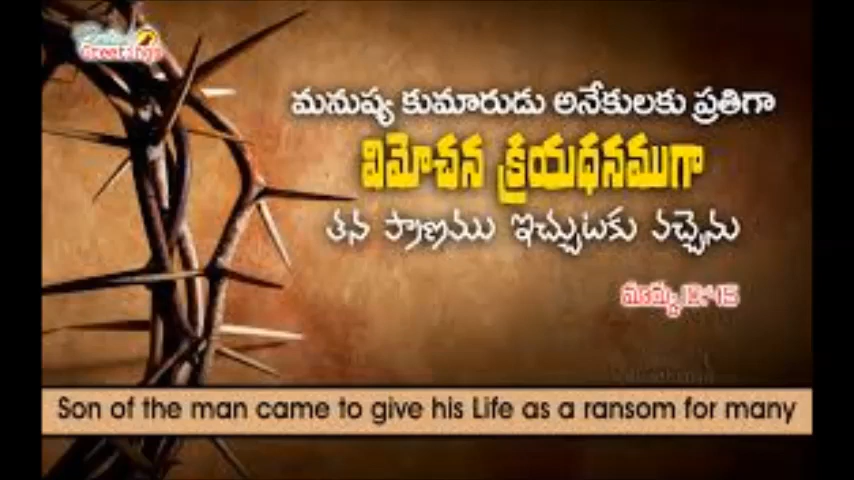 Greetings
మనుష్య కుమారుడు అనేకులకు ప్రతిగా
విమోచన క్రయధనముగా
తన ప్రాణము ఇచ్చుటకు వచ్చెను
మార్కు
Son of the man came to give his Life as a ransom for many